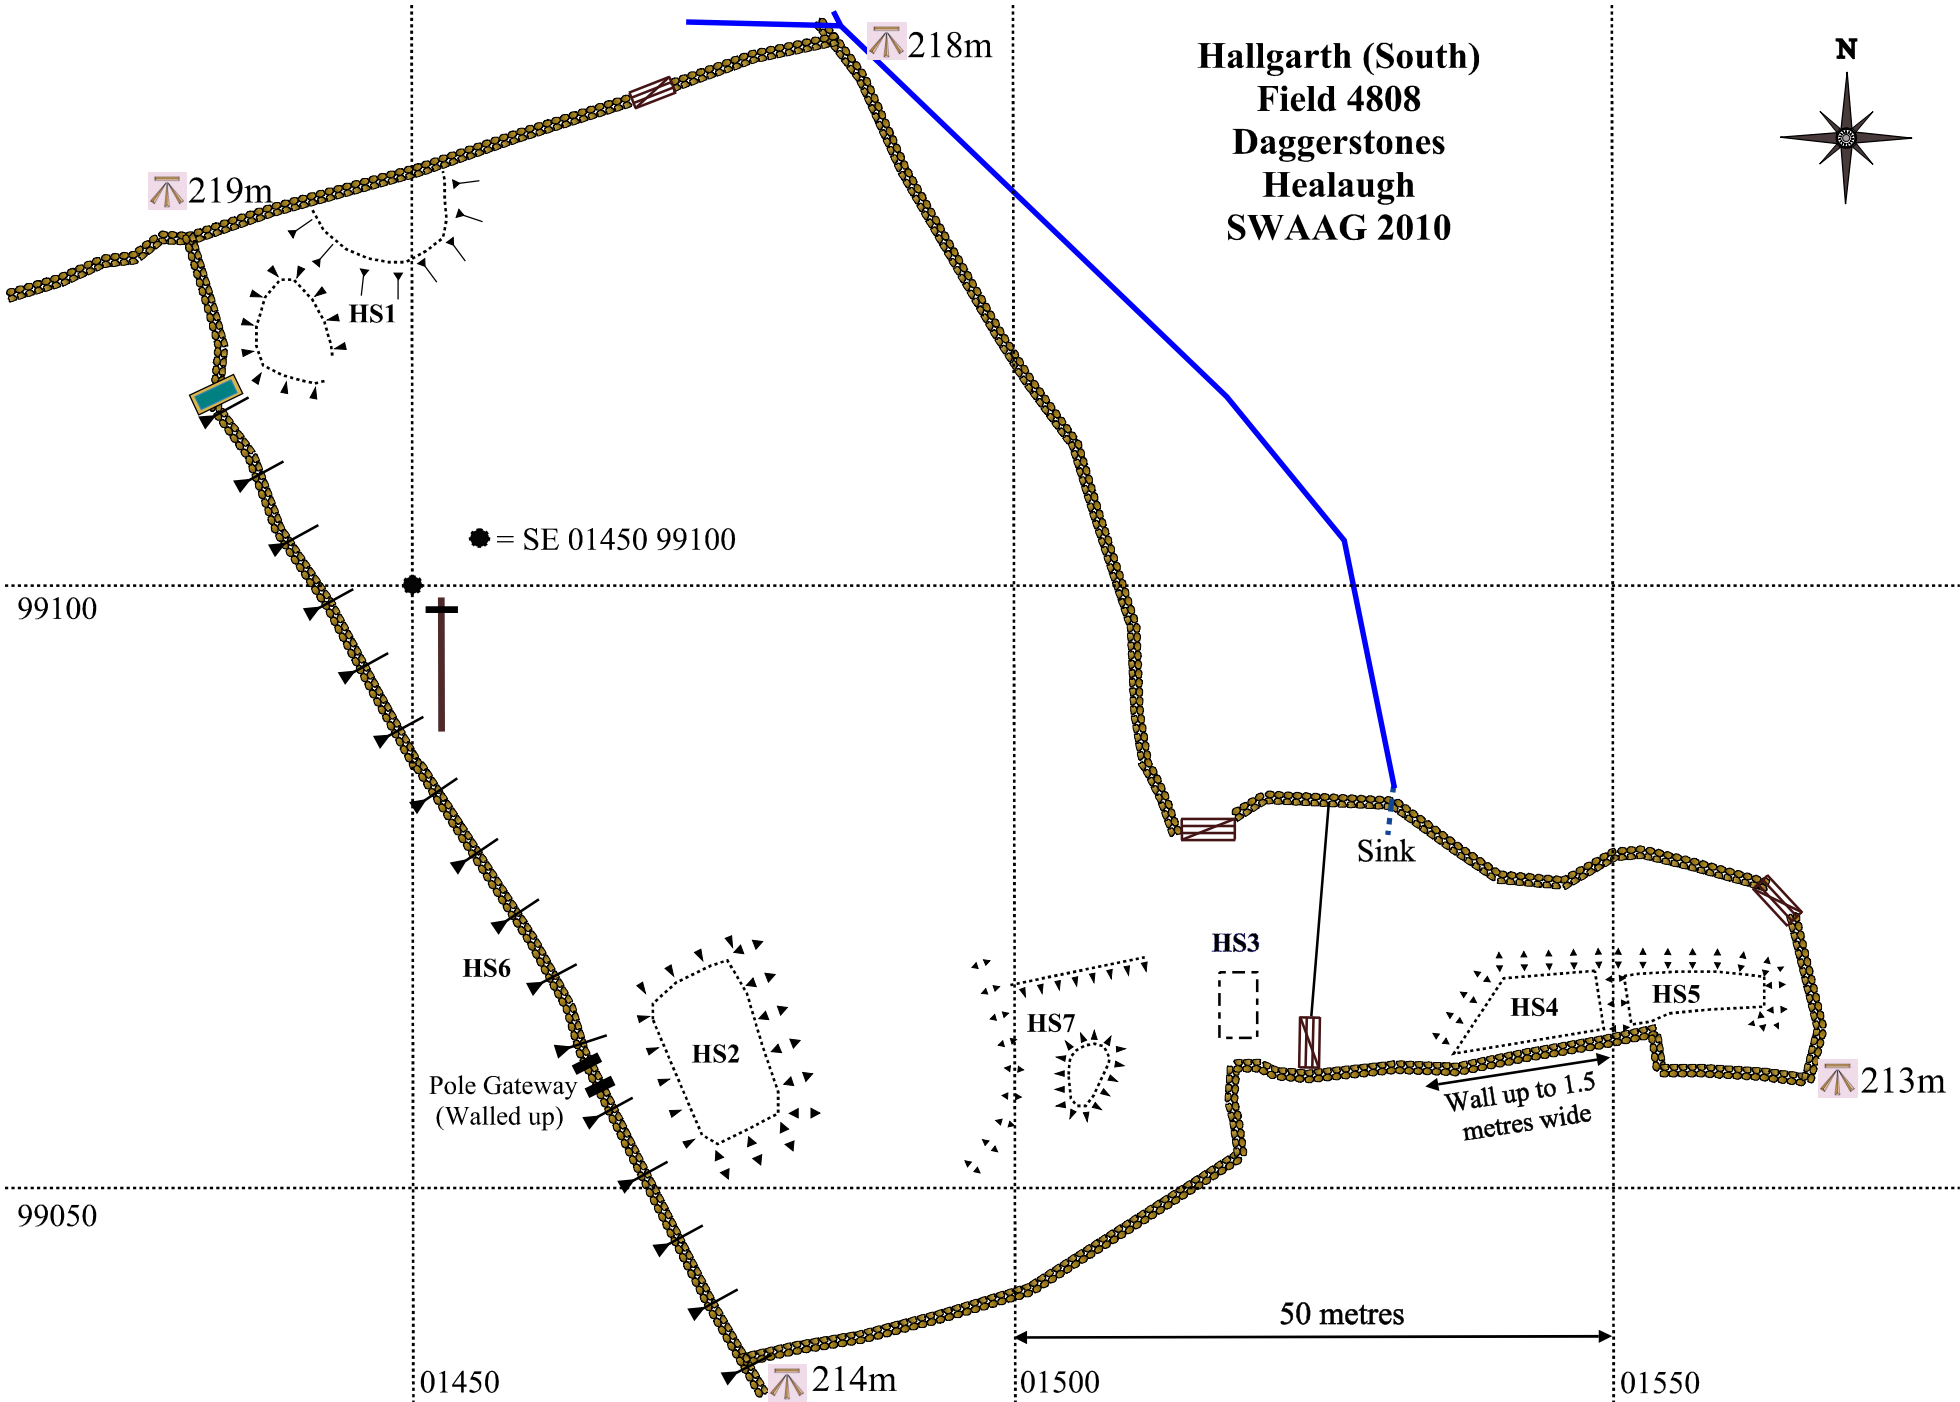 218m
Hallgarth (South)
Field 4808
Daggerstones
Healaugh
SWAAG 2010
N
219m
HS1
= SE 01450 99100
99100
Sink
HS3
HS6
HS4
HS5
HS7
HS2
Pole Gateway
(Walled up)
213m
Wall up to 1.5
metres wide
99050
50 metres
214m
01450
01500
01550